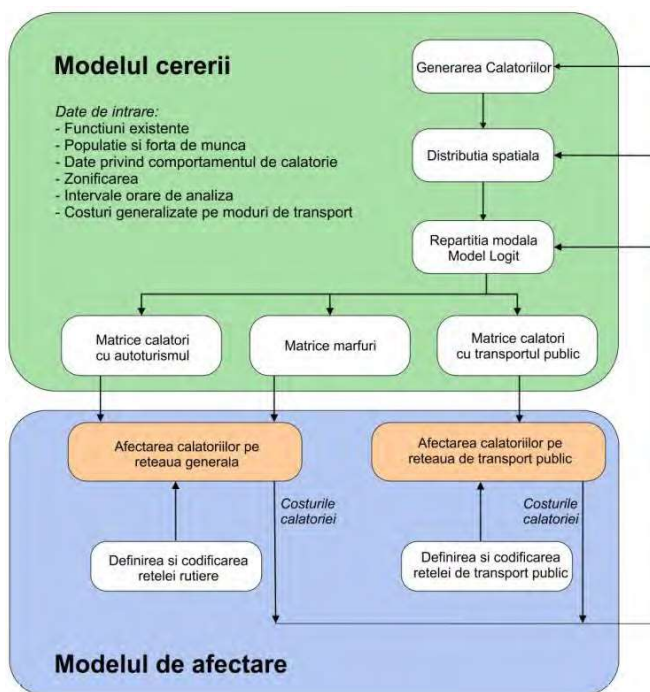 Modelul cererii
Date de intrare:
- Functiuni existente
- Populatie si forta de munca
- Date privind comportamentul de calatorie
- Zonificarea
- Intervale orare de analiza
- Costuri generalizate pe moduri de transport
Generarea Calatoriilor
Distributia spatiala
Repartitia modala
Model Logit
Matrice calatori
cu autoturismul
Matrice marfuri
Matrice calatori
cu transportul public
Afectarea calatoriilor pe
reteaua generala
Afectarea calatoriilor pe
reteaua de transport public
Costurile
calatoriei
Costurile
calatoriei
Definirea si codificarea
retelei rutiere
Definirea si codificarea
retelei de transport public
Modelul de afectare